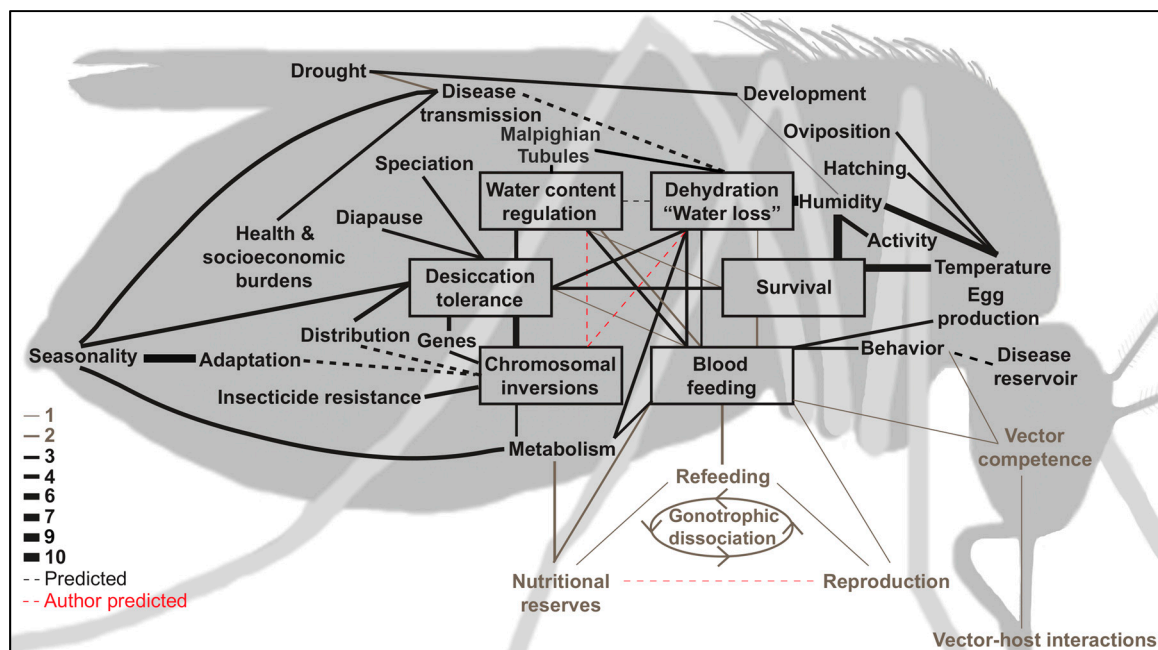 Drought
Disease
transmission
Development
Malpighian
Tubules
Oviposition
Speciation
Hatching
Water content
regulation
Dehydration
“Water loss”
Humidity
Diapause
Health &
socioeconomic
burdens
Activity
Desiccation
tolerance
Survival
Temperature
Egg
production
Distribution
Genes
Seasonality
Adaptation
Chromosomal
inversions
Blood
feeding
Behavior
Disease
reservoir
Insecticide resistance
Metabolism
Vector
competence
Refeeding
Gonotrophic
dissociation
Nutritional
reserves
Reproduction
Vector-host interactions
1
2
3
4
6
7
9
10
Predicted
Author predicted